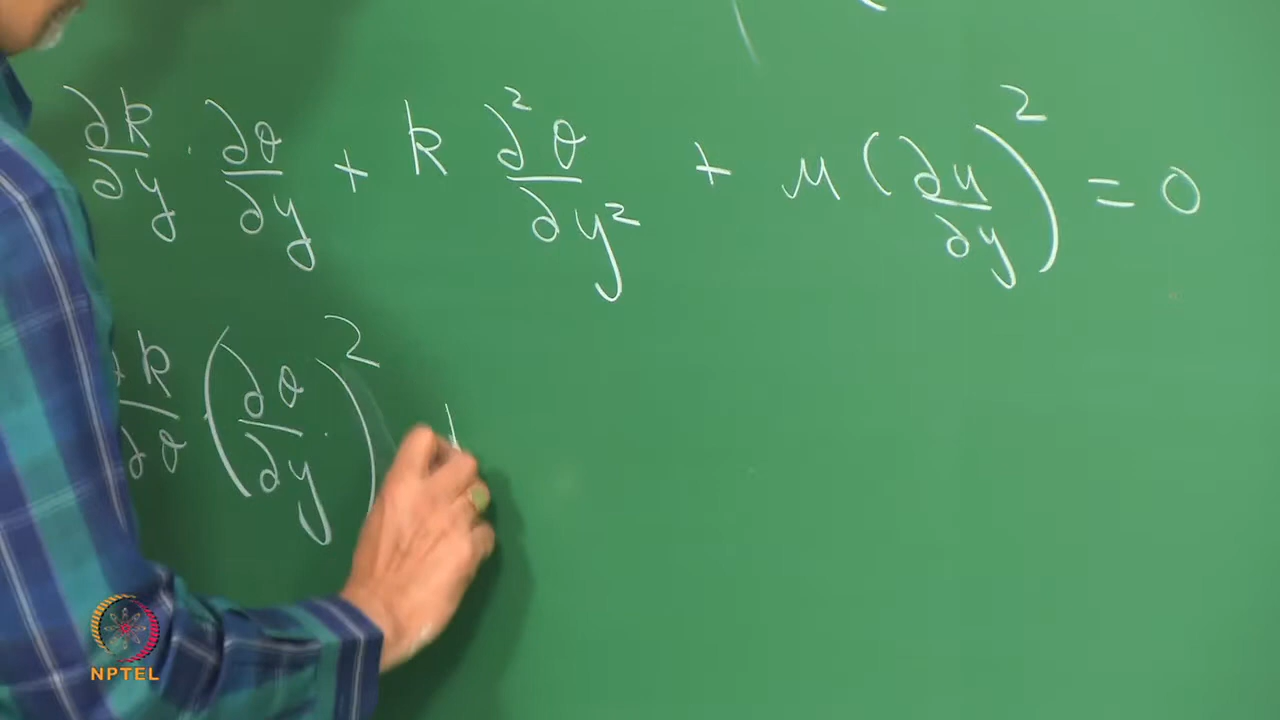 ∂k/∂y · ∂θ/∂y + k ∂²θ/∂y² + μ (∂u/∂y)² = 0
∂k/∂θ (∂θ/∂y)²
NPTEL